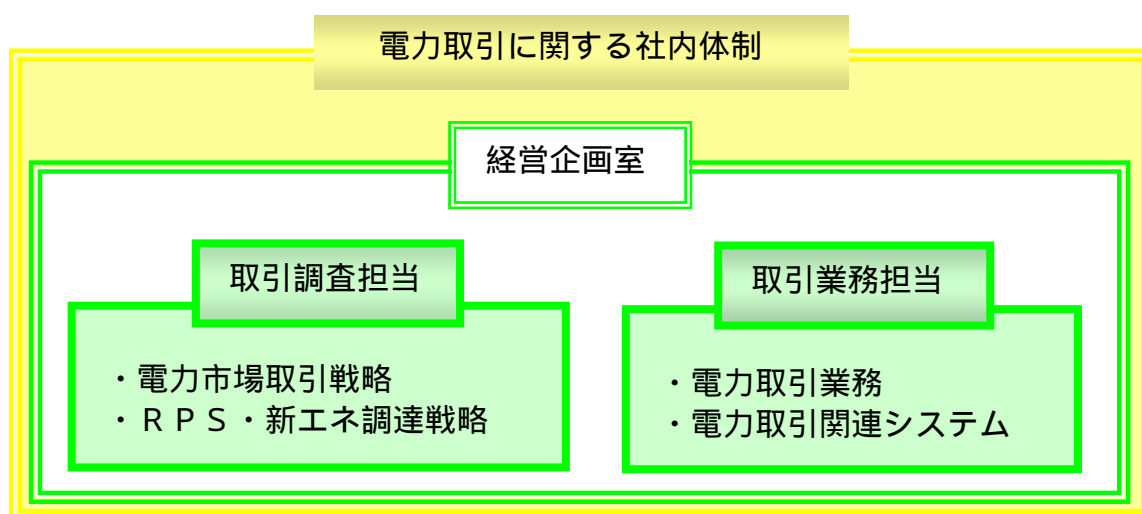 電力取引に関する社内体制
経営企画室
取引調査担当
・電力市場取引戦略
・ＲＰＳ・新エネ調達戦略
取引業務担当
・電力取引業務
・電力取引関連システム